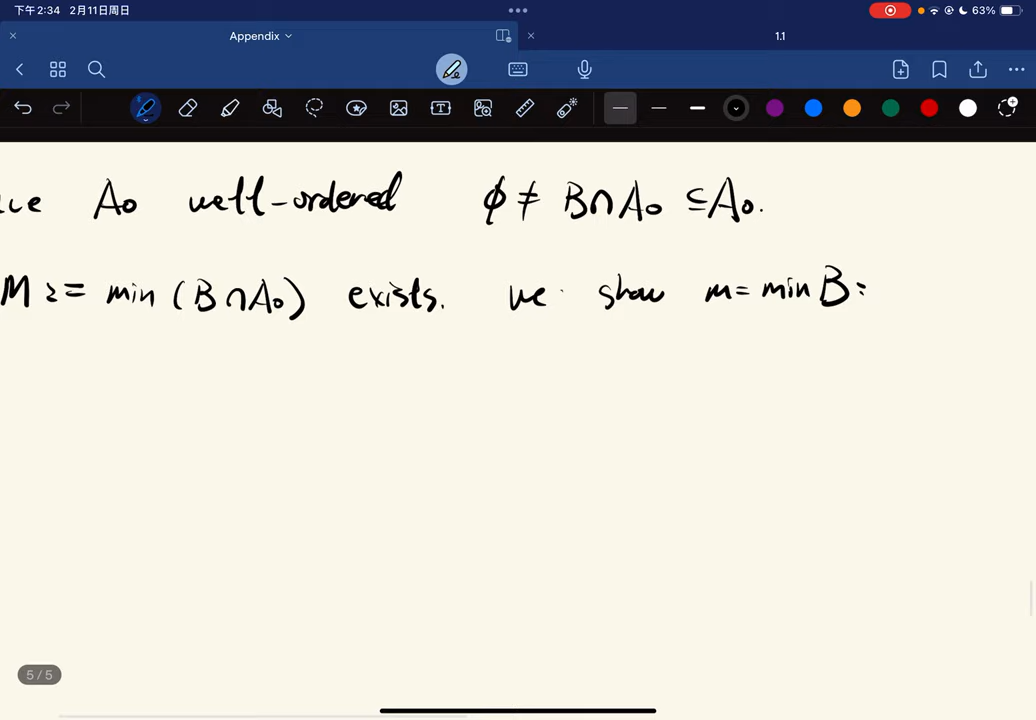 下午2:34 2月11日周日
63%
Appendix
1.1
A₀ well-ordered ϕ ≠ B∩A₀ ⊆ A₀.
M := min (B∩A₀) exists. we show m = min B:
5 / 5